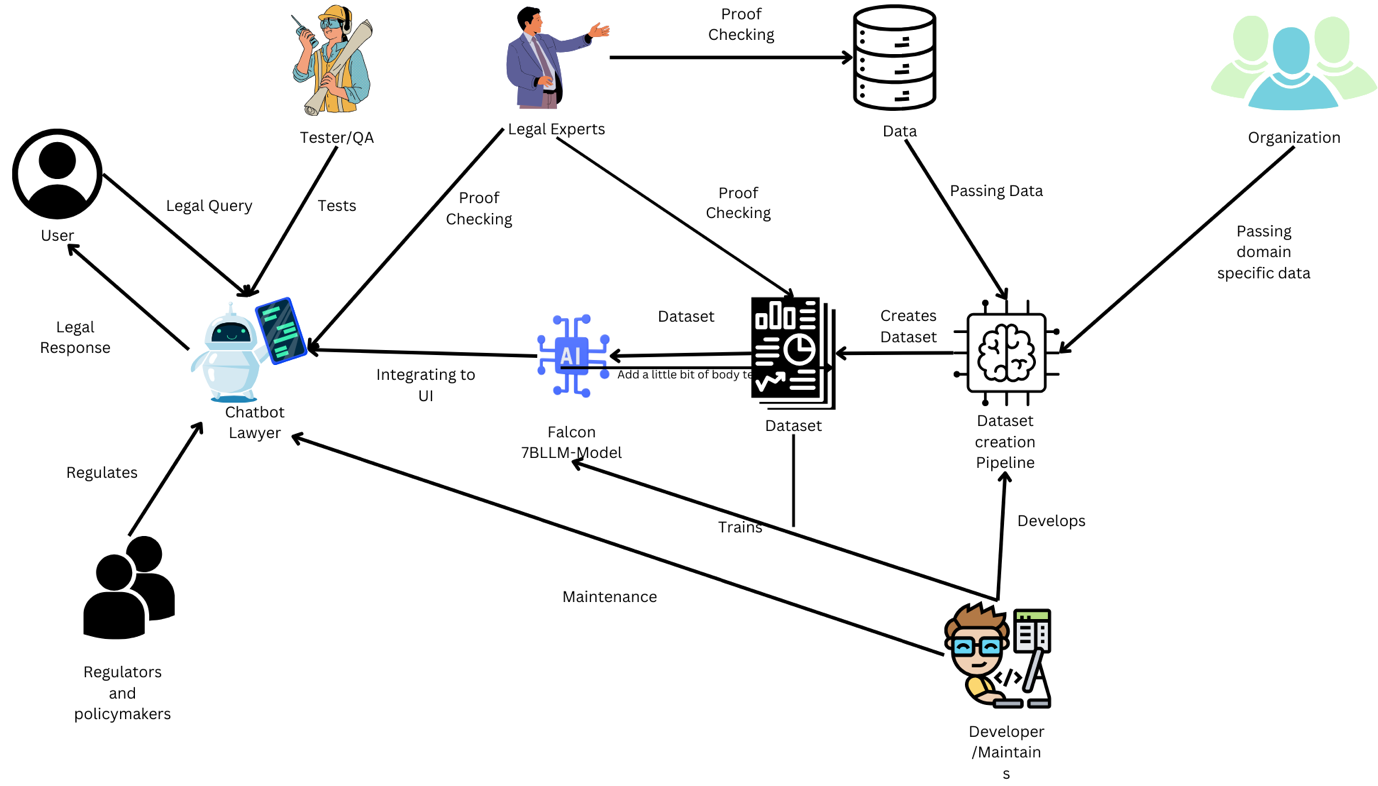 Proof
Checking
Tester/QA
Legal Experts
Data
Organization
User
Legal Query
Tests
Proof
Checking
Proof
Checking
Passing Data
Passing
domain
specific data
Legal
Response
Dataset
Creates
Dataset
AI
Integrating to
UI
Add a little bit of body te
Chatbot
Lawyer
Falcon
7BLLM-Model
Dataset
Dataset
creation
Pipeline
Regulates
Trains
Develops
Maintenance
Regulators
and
policymakers
</>
Developer
/Maintain
s